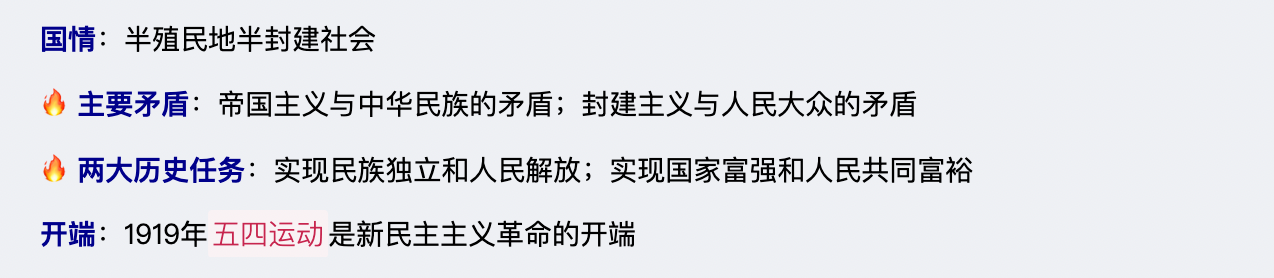 国情：半殖民地半封建社会
🔥 主要矛盾：帝国主义与中华民族的矛盾；封建主义与人民大众的矛盾
🔥 两大历史任务：实现民族独立和人民解放；实现国家富强和人民共同富裕
开端：1919年 五四运动 是新民主主义革命的开端